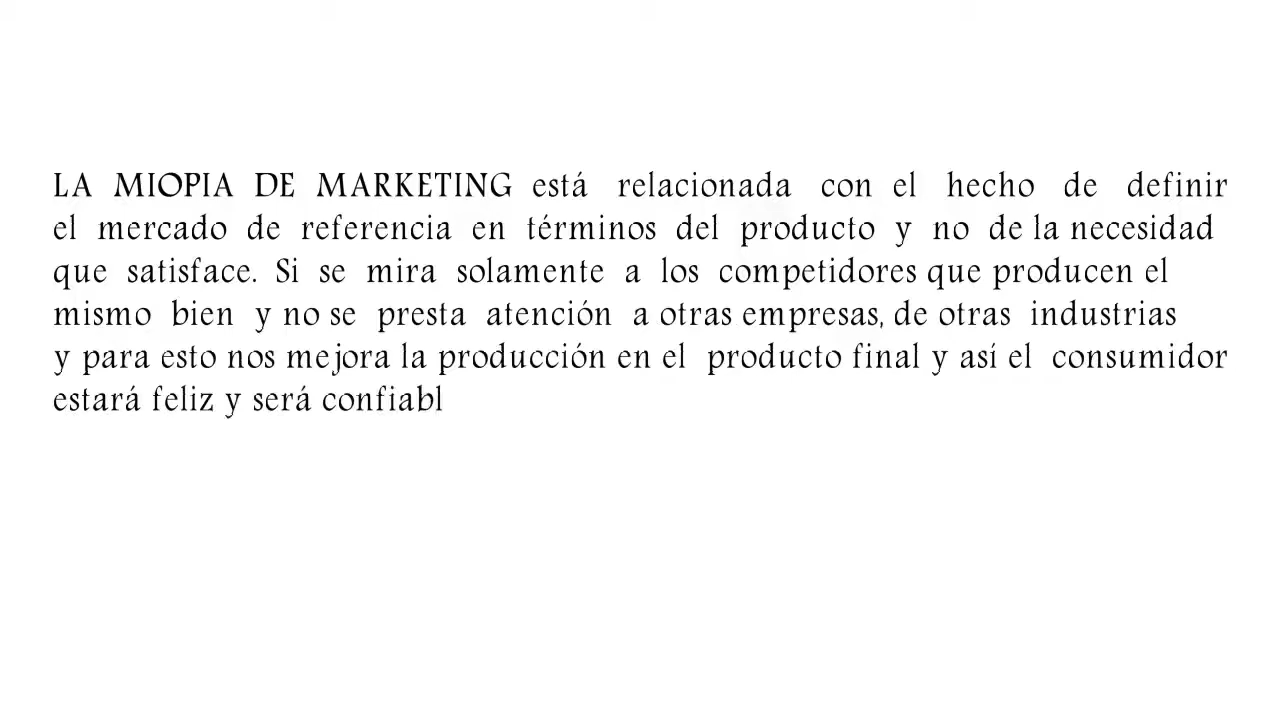 LA MIOPIA DE MARKETING está relacionada con el hecho de definir
el mercado de referencia en términos del producto y no de la necesidad
que satisface. Si se mira solamente a los competidores que producen el
mismo bien y no se presta atención a otras empresas, de otras industrias
y para esto nos mejora la producción en el producto final y así el consumidor
estará feliz y será confiabl